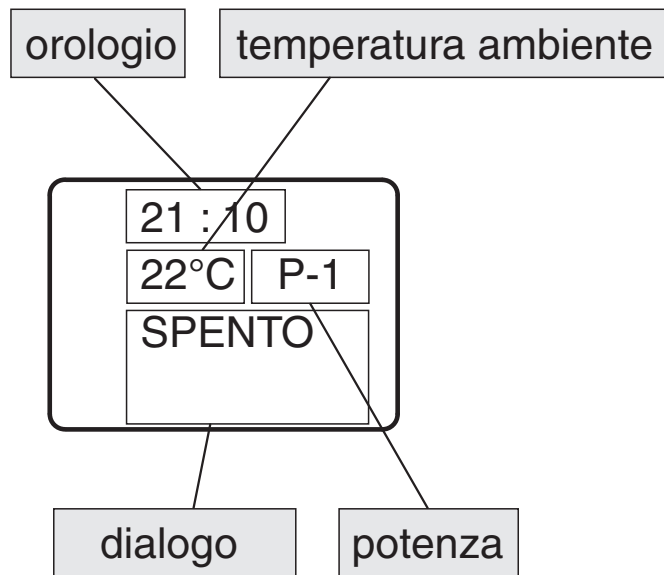 orologio temperatura ambiente
21 : 10
22°C P-1
SPENTO
dialogo potenza